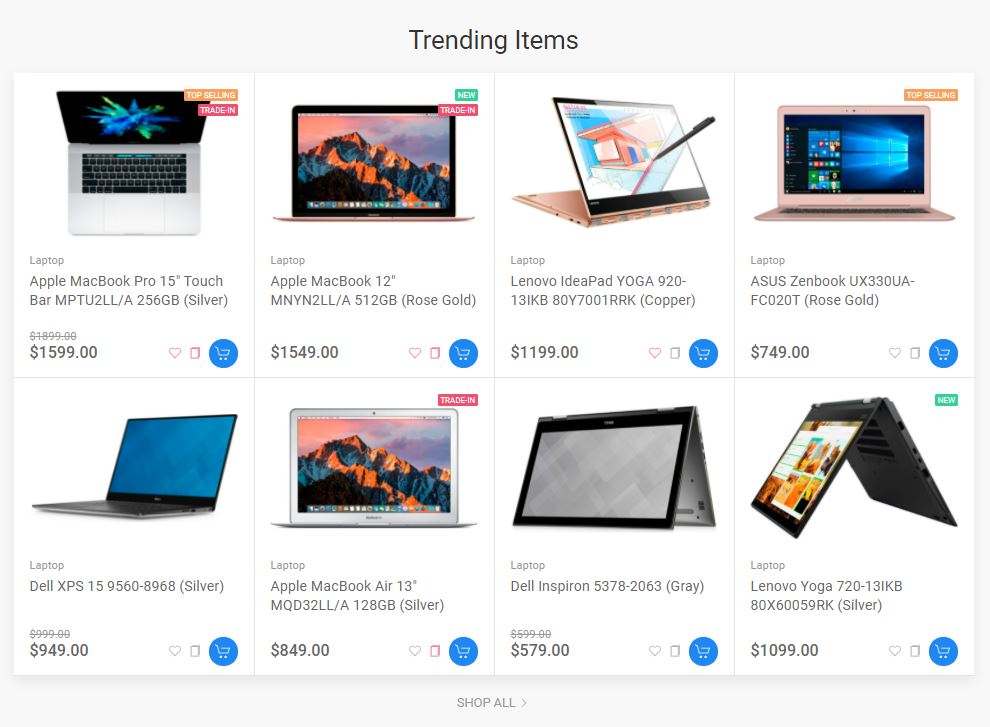 Trending Items
TOP SELLING
TRADE-IN
Laptop
Apple MacBook Pro 15" Touch
Bar MPTU2LL/A 256GB (Silver)
$1899.00
$1599.00
NEW
TRADE-IN
Laptop
Apple MacBook 12"
MNYN2LL/A 512GB (Rose Gold)
$1549.00
Laptop
Lenovo IdeaPad YOGA 920-
13IKB 80Y7001RRK (Copper)
$1199.00
TOP SELLING
Laptop
ASUS Zenbook UX330UA-
FC020T (Rose Gold)
$749.00
Laptop
Dell XPS 15 9560-8968 (Silver)
$999.00
$949.00
TRADE-IN
Laptop
Apple MacBook Air 13"
MQD32LL/A 128GB (Silver)
$849.00
Laptop
Dell Inspiron 5378-2063 (Gray)
$599.00
$579.00
NEW
Laptop
Lenovo Yoga 720-13IKB
80X60059RK (Silver)
$1099.00
SHOP ALL